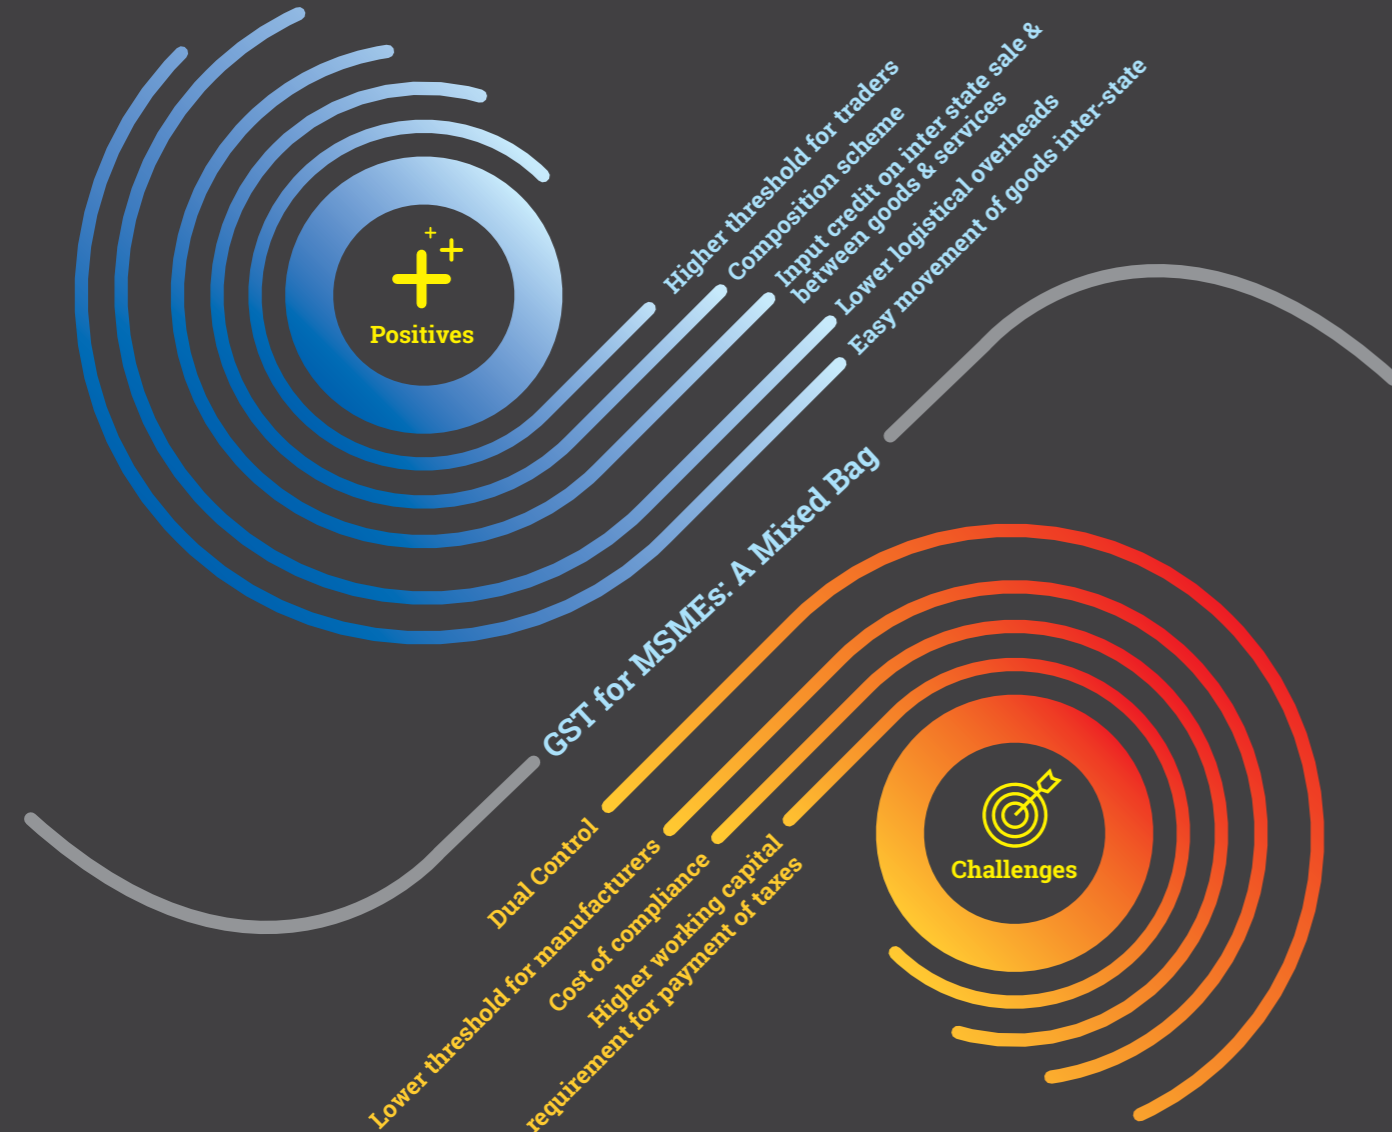 Positives
Higher threshold for traders
Composition scheme
Input credit on inter state sale &
between goods & services
Lower logistical overheads
Easy movement of goods inter-state
GST for MSMEs: A Mixed Bag
Dual Control
Lower threshold for manufacturers
Cost of compliance
Higher working capital
requirement for payment of taxes
Challenges